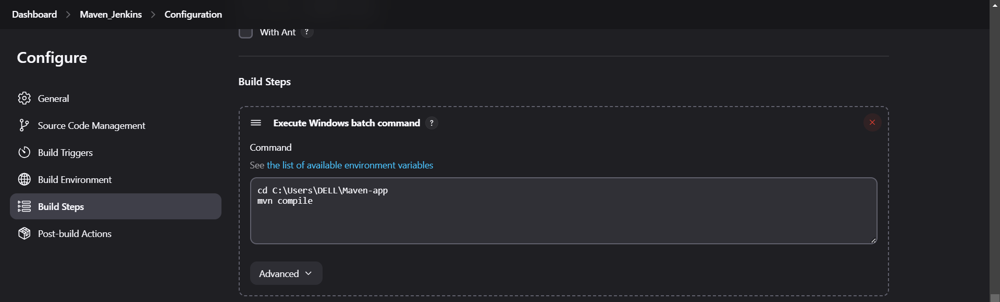 Dashboard > Maven_Jenkins > Configuration
With Ant ?
Configure
General
Source Code Management
Build Triggers
Build Environment
Build Steps
Post-build Actions
Build Steps
Execute Windows batch command ?
Command
See the list of available environment variables
cd C:\Users\DELL\Maven-app
mvn compile
Advanced